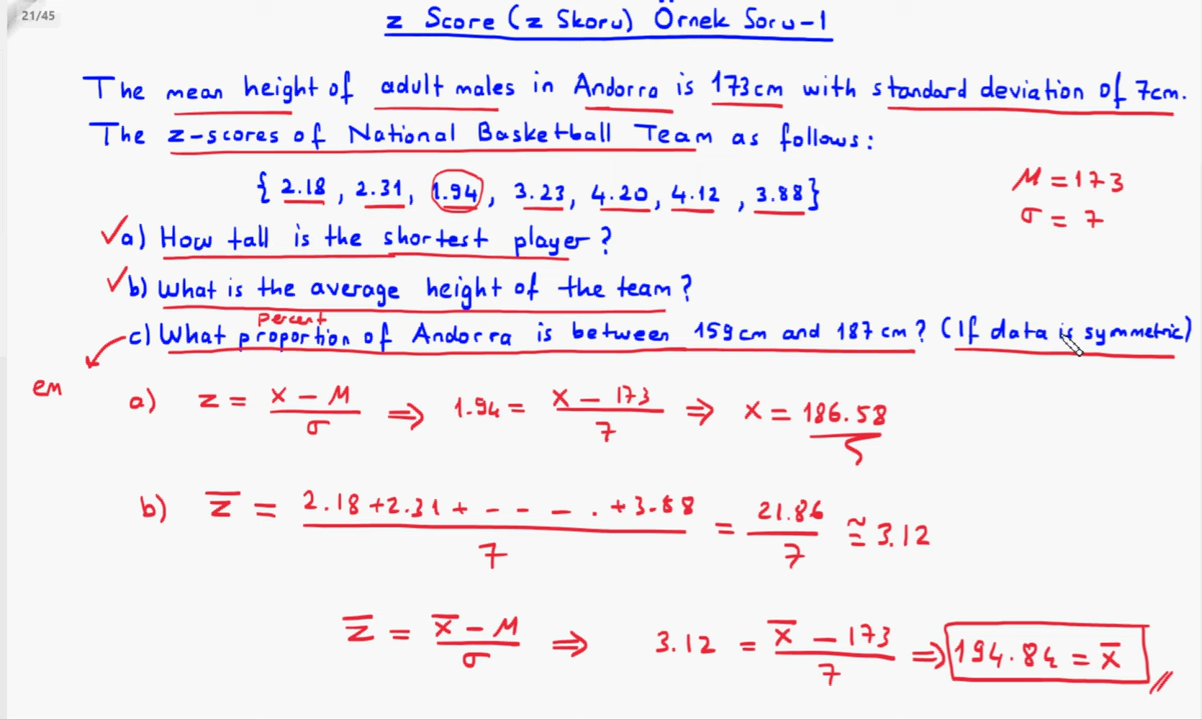 21/45
z Score (z Skoru) Örnek Soru-1
The mean height of adult males in Andorra is 173cm with standard deviation of 7cm.
The z-scores of National Basketball Team as follows:
{ 2.18 , 2.31 , 1.94 , 3.23 , 4.20 , 4.12 , 3.88 }
M = 173
σ = 7
✓a) How tall is the shortest player?
✓b) What is the average height of the team?
percent
c) What proportion of Andorra is between 159cm and 187 cm? (If data is symmetric)
em
a) z = x - M / σ ⇒ 1.94 = x - 173 / 7 ⇒ x = 186.58
b) z̅ = 2.18 + 2.31 + - - - . + 3.88 / 7 = 21.86 / 7 ≅ 3.12
z̅ = x̅ - M / σ ⇒ 3.12 = x̅ - 173 / 7 ⇒ 194.84 = x̅ //